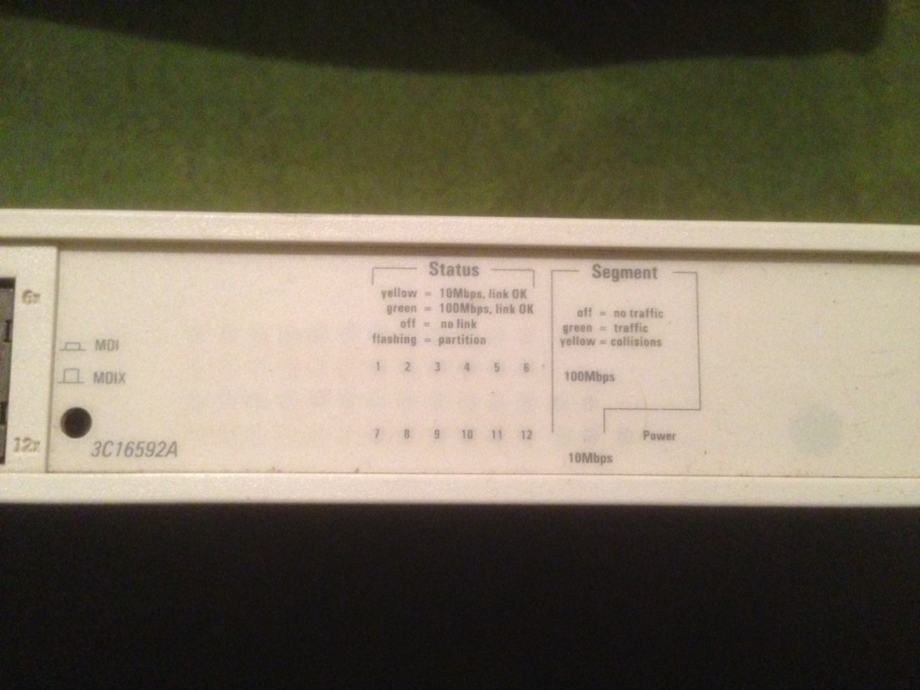 6x
MDI
MDIX
12x
3C16592A
Status
yellow = 10Mbps, link OK
green = 100Mbps, link OK
off = no link
flashing = partition
1 2 3 4 5 6
7 8 9 10 11 12
Segment
off = no traffic
green = traffic
yellow = collisions
100Mbps
Power
10Mbps